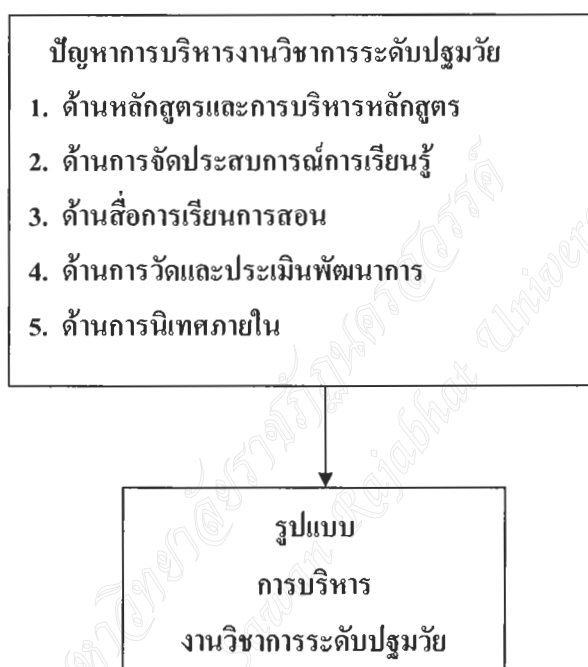 ปัญหาการบริหารงานวิชาการระดับปฐมวัย
1. ด้านหลักสูตรและการบริหารหลักสูตร
2. ด้านการจัดประสบการณ์การเรียนรู้
3. ด้านสื่อการเรียนการสอน
4. ด้านการวัดและประเมินพัฒนาการ
5. ด้านการนิเทศภายใน
รูปแบบ
การบริหาร
งานวิชาการระดับปฐมวัย